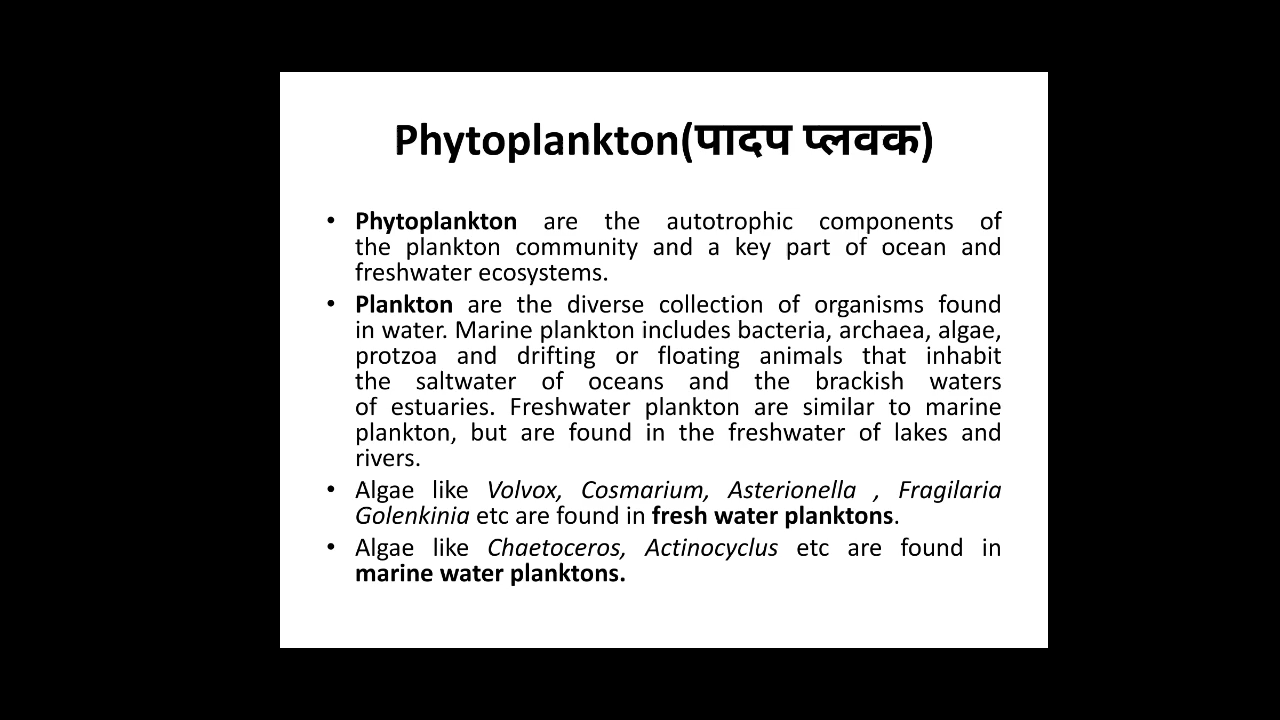 Phytoplankton(पादप प्लवक)
• Phytoplankton are the autotrophic components of
the plankton community and a key part of ocean and
freshwater ecosystems.
• Plankton are the diverse collection of organisms found
in water. Marine plankton includes bacteria, archaea, algae,
protzoa and drifting or floating animals that inhabit
the saltwater of oceans and the brackish waters
of estuaries. Freshwater plankton are similar to marine
plankton, but are found in the freshwater of lakes and
rivers.
• Algae like Volvox, Cosmarium, Asterionella , Fragilaria
Golenkinia etc are found in fresh water planktons.
• Algae like Chaetoceros, Actinocyclus etc are found in
marine water planktons.